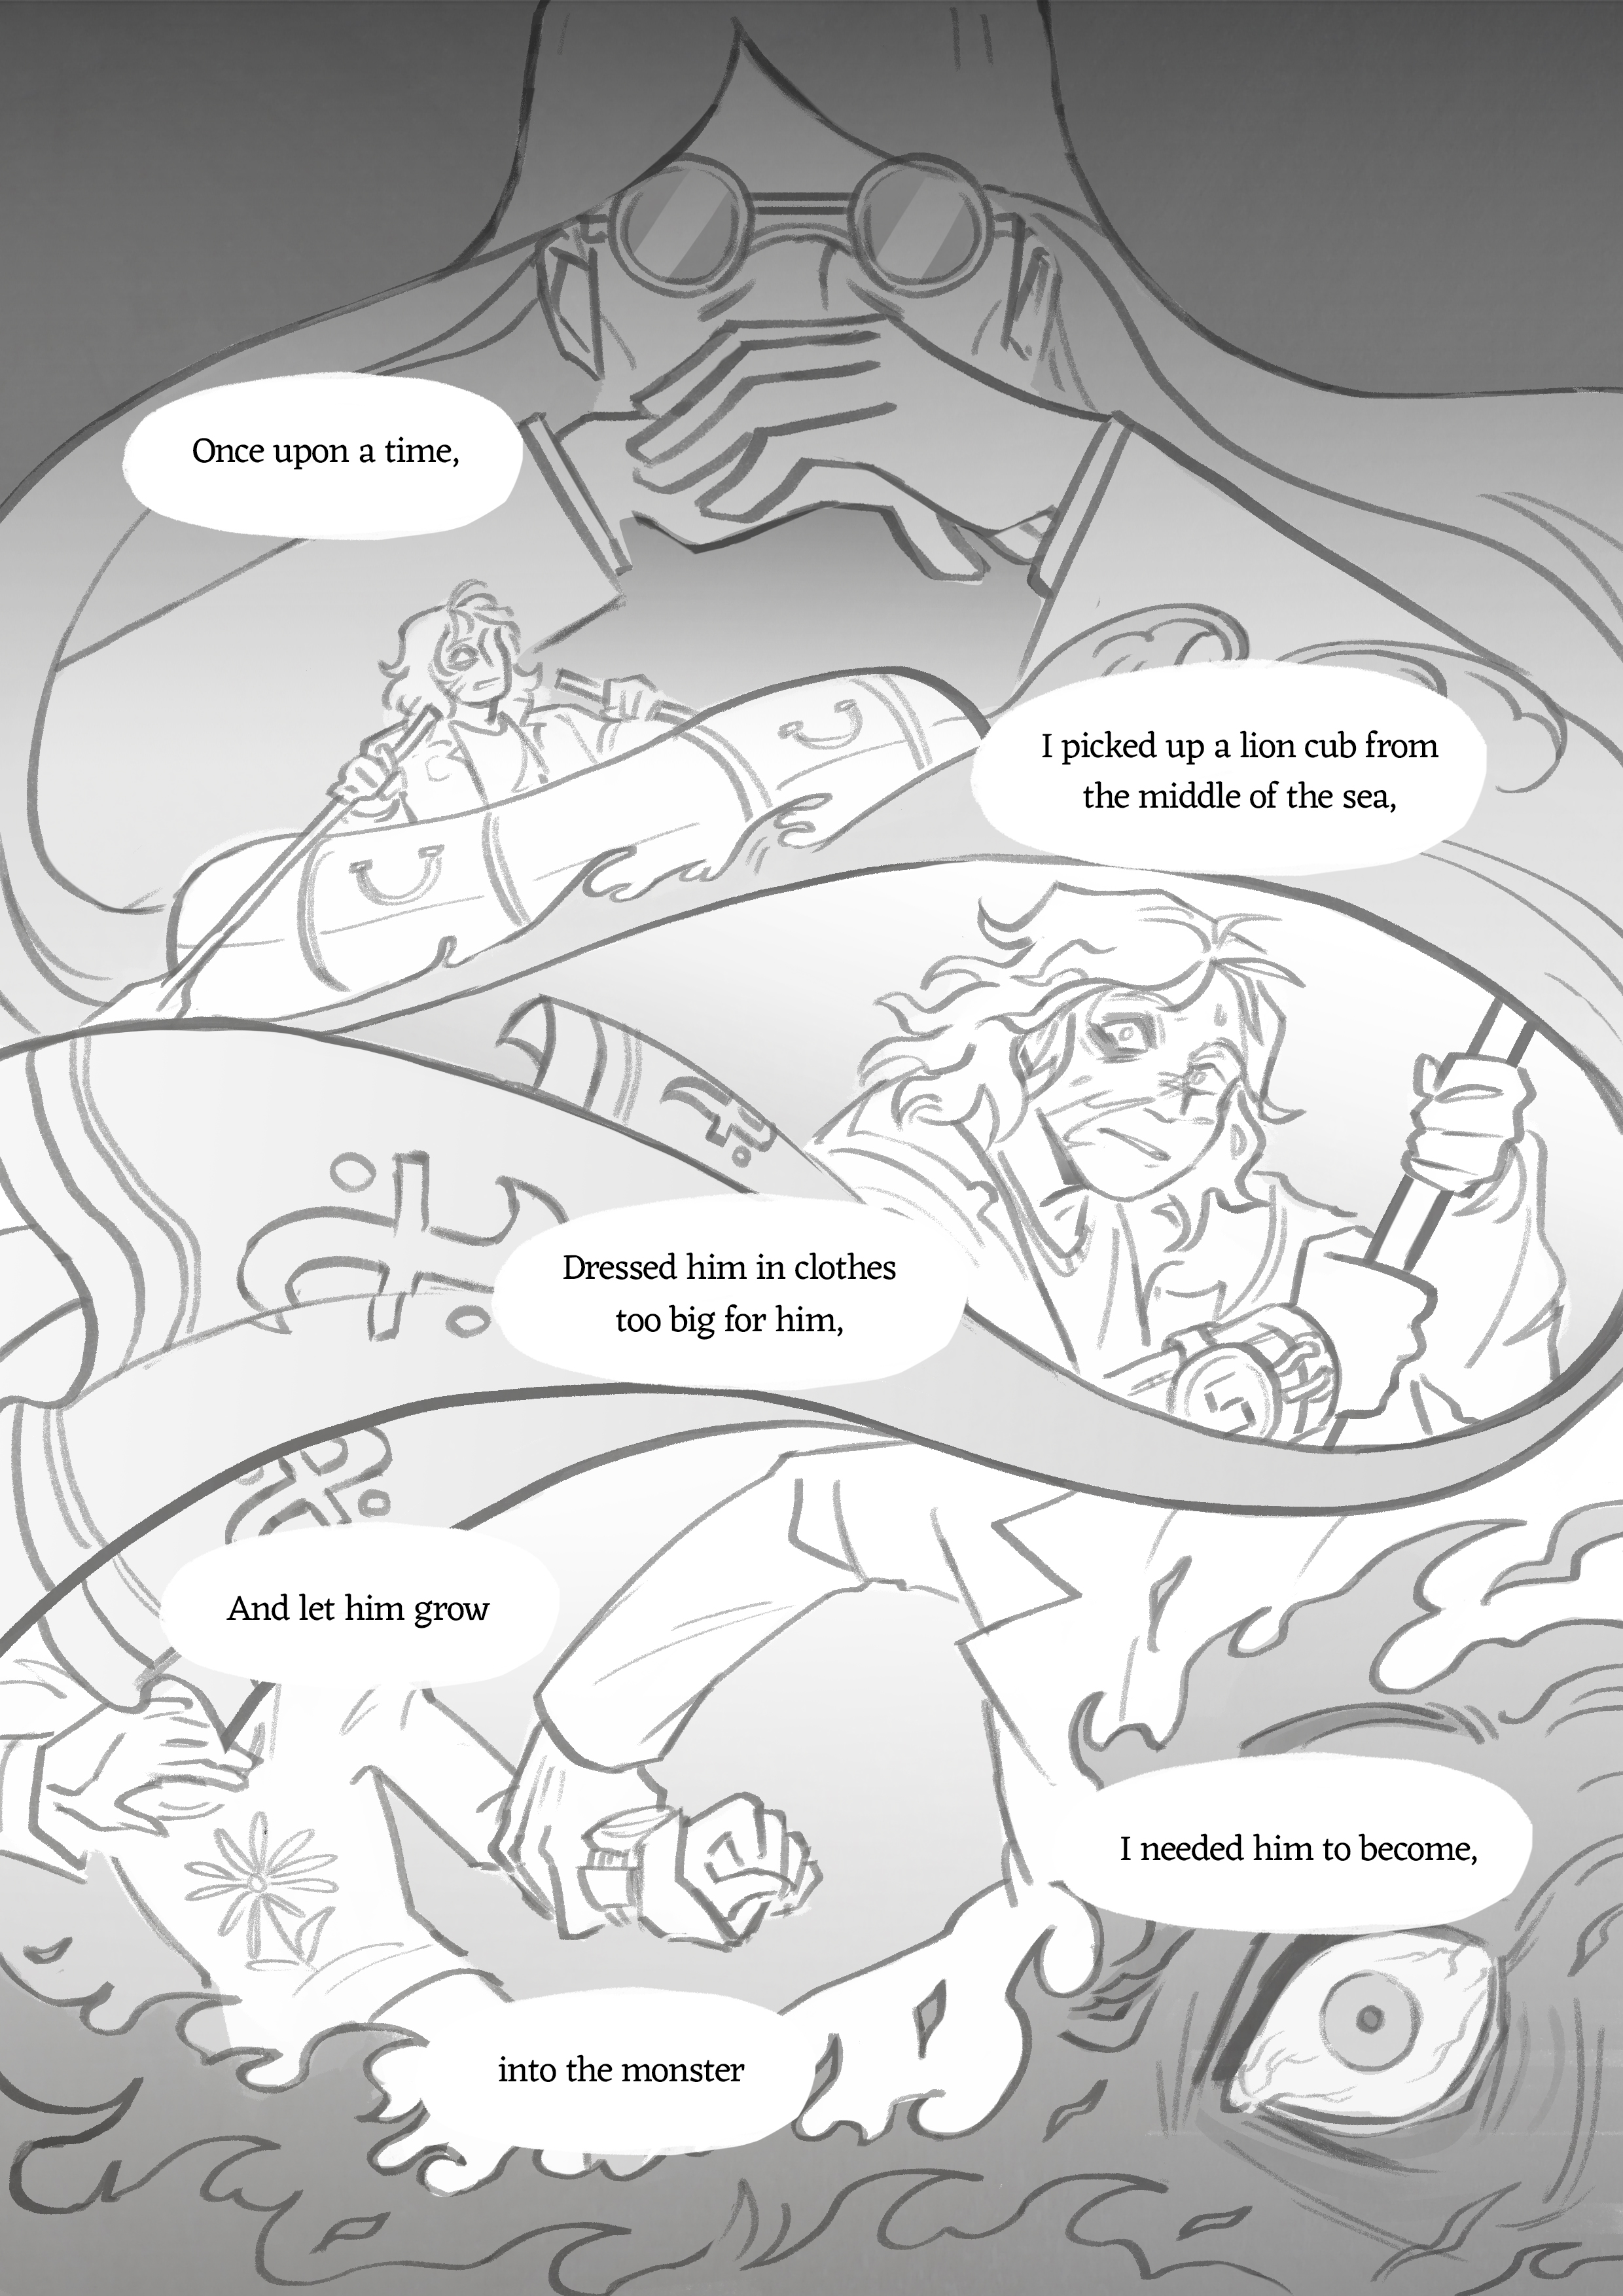 Once upon a time,
I picked up a lion cub from
the middle of the sea,
Dressed him in clothes
too big for him,
And let him grow
I needed him to become,
into the monster